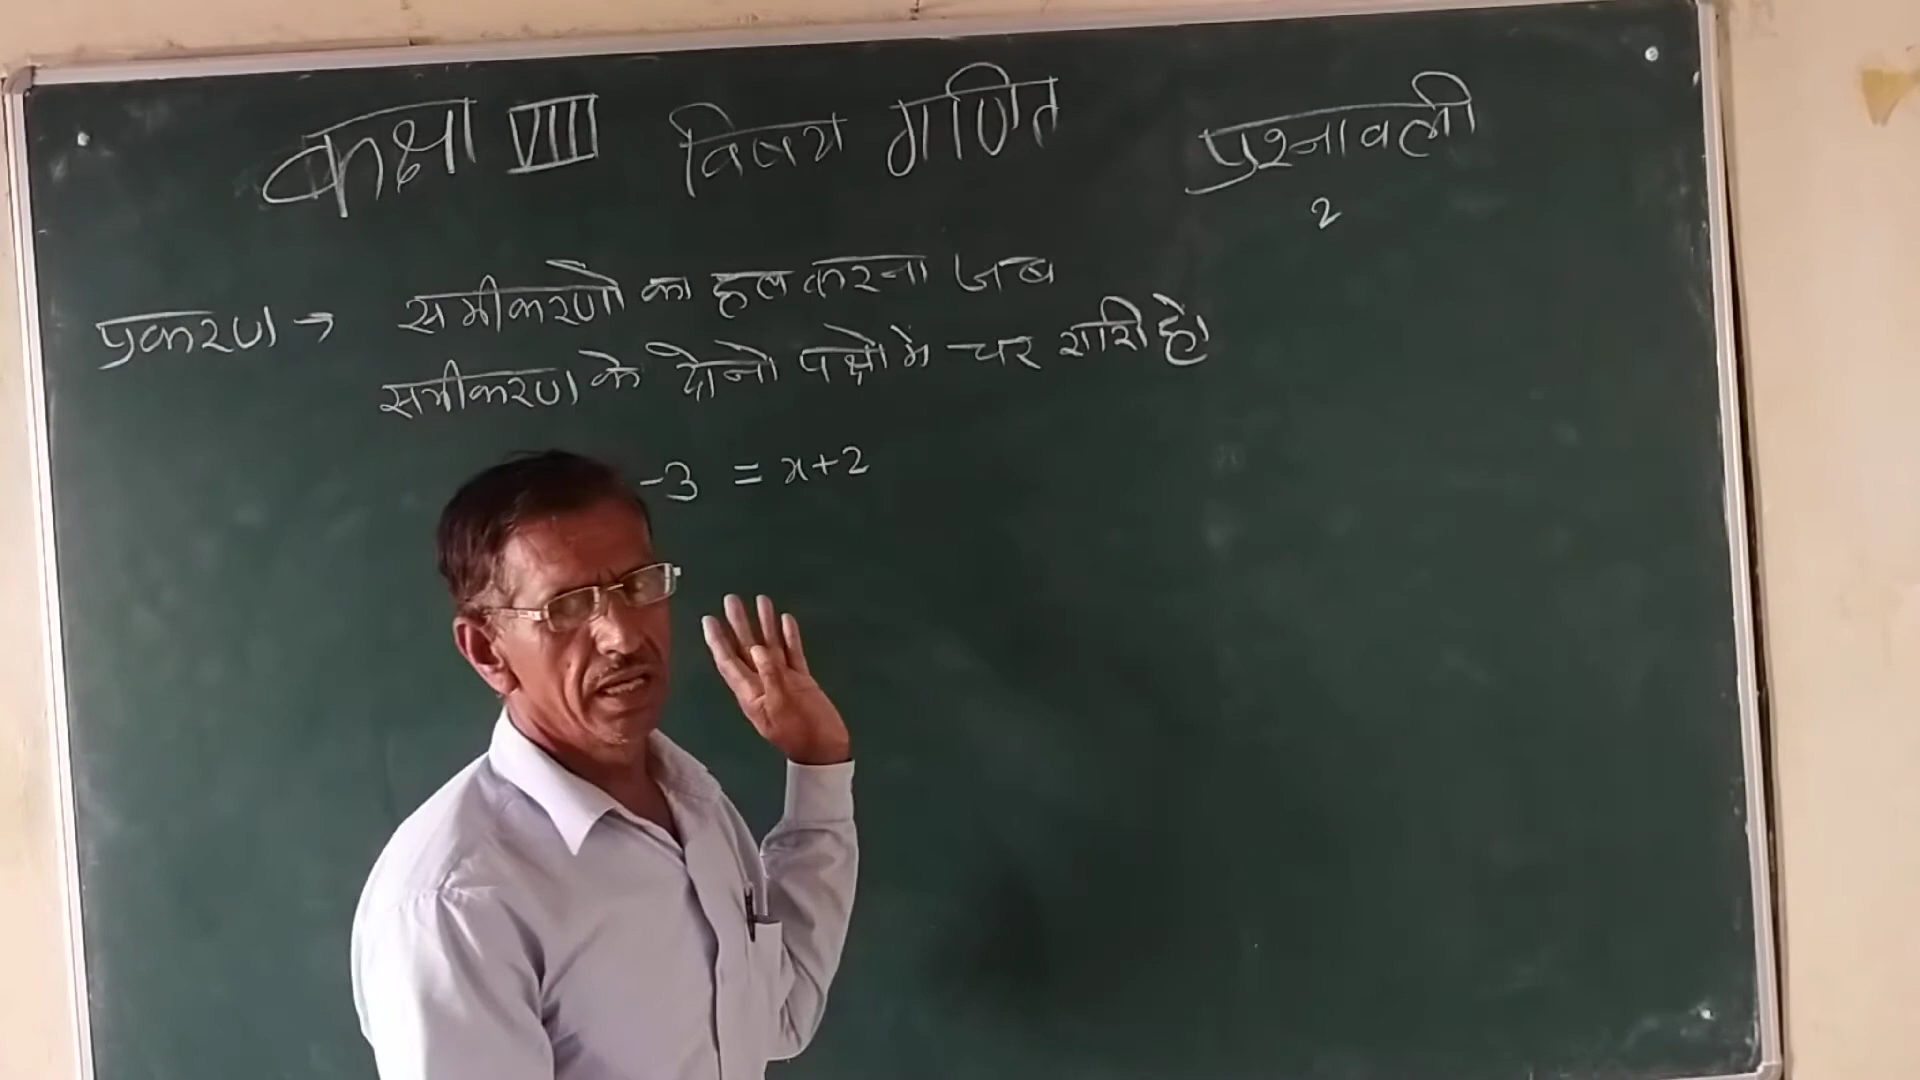 कक्षा VIII विषय गणित प्रश्नावली
2
प्रकरण → समीकरणों का हल करना जब
समीकरण के दोनो पक्षों में चर राशि है।
-3 = x+2